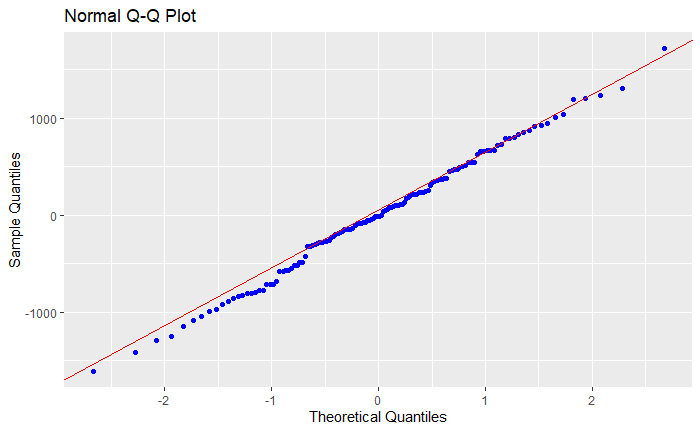 Normal Q-Q Plot
Sample Quantiles
1000
0
-1000
-2
-1
0
1
2
Theoretical Quantiles